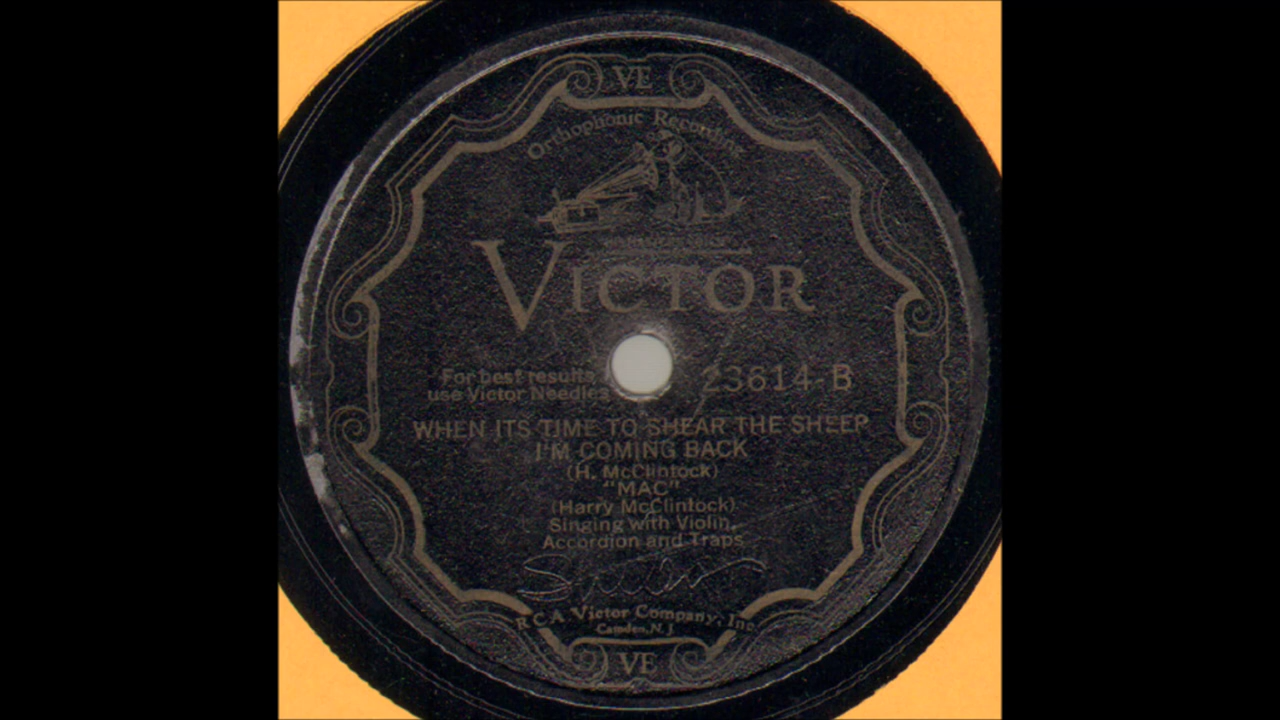 VE
Orthophonic Recording
VICTOR
For best results
use Victor Needles
23614-B
WHEN ITS TIME TO SHEAR THE SHEEP
I'M COMING BACK
(H. McClintock)
"MAC"
(Harry McClintock)
Singing with Violin,
Accordion and Traps
RCA Victor Company, Inc.
Camden, N.J.
VE